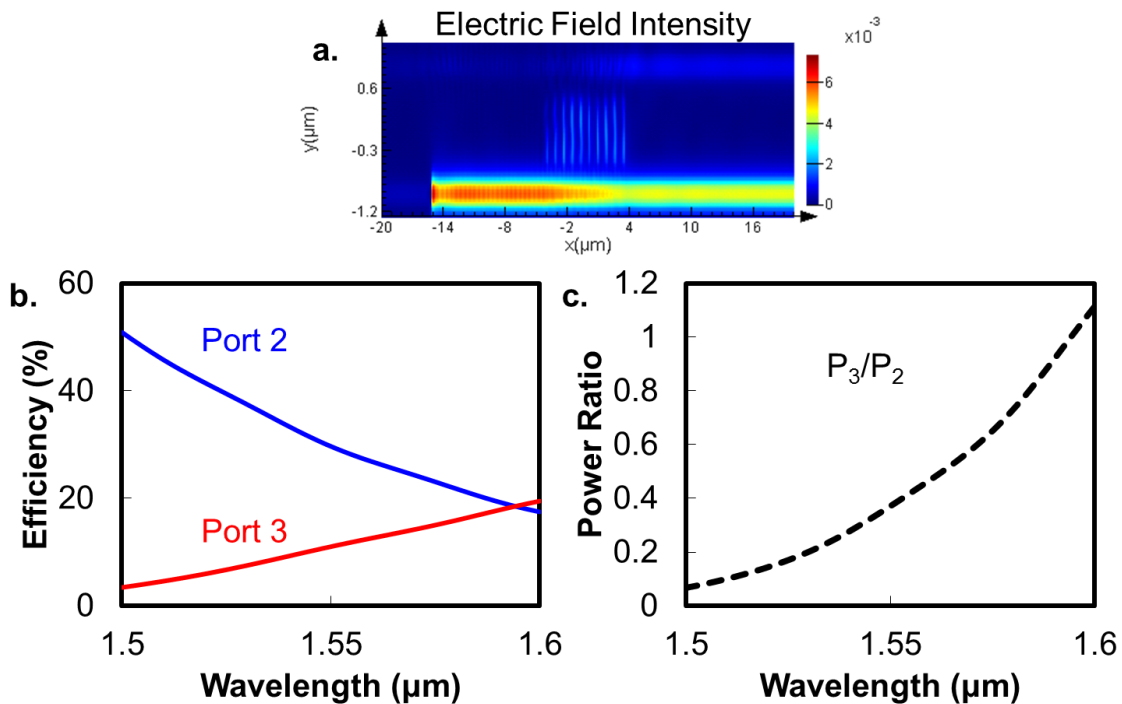 Electric Field Intensity
x10⁻³
a.
0.6
-0.3
-1.2
y(µm)
-20
-14
-8
-2
4
10
16
x(µm)
6
4
2
0
b.
60
40
20
0
Efficiency (%)
Port 2
Port 3
1.5
1.55
1.6
Wavelength (µm)
c.
1.2
1
0.8
0.6
0.4
0.2
0
Power Ratio
P₃/P₂
1.5
1.55
1.6
Wavelength (µm)